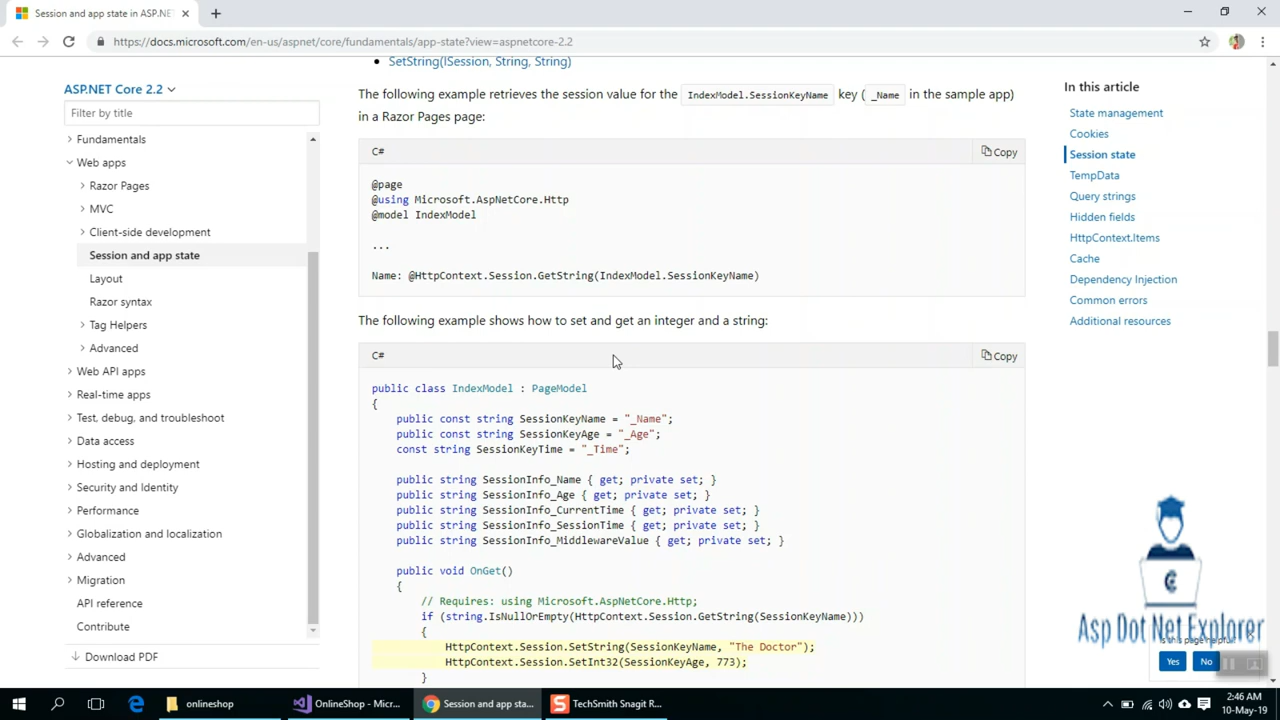 Session and app state in ASP.NET
https://docs.microsoft.com/en-us/aspnet/core/fundamentals/app-state?view=aspnetcore-2.2
ASP.NET Core 2.2
Filter by title
Fundamentals
Web apps
Razor Pages
MVC
Client-side development
Session and app state
Layout
Razor syntax
Tag Helpers
Advanced
Web API apps
Real-time apps
Test, debug, and troubleshoot
Data access
Hosting and deployment
Security and Identity
Performance
Globalization and localization
Advanced
Migration
API reference
Contribute
Download PDF
SetString(ISession, String, String)
The following example retrieves the session value for the IndexModel.SessionKeyName key ( _Name in the sample app)
in a Razor Pages page:
C#
Copy
@page
@using Microsoft.AspNetCore.Http
@model IndexModel
...
Name: @HttpContext.Session.GetString(IndexModel.SessionKeyName)
The following example shows how to set and get an integer and a string:
C#
Copy
public class IndexModel : PageModel
{
public const string SessionKeyName = "_Name";
public const string SessionKeyAge = "_Age";
const string SessionKeyTime = "_Time";
public string SessionInfo_Name { get; private set; }
public string SessionInfo_Age { get; private set; }
public string SessionInfo_CurrentTime { get; private set; }
public string SessionInfo_SessionTime { get; private set; }
public string SessionInfo_MiddlewareValue { get; private set; }
public void OnGet()
{
// Requires: using Microsoft.AspNetCore.Http;
if (string.IsNullOrEmpty(HttpContext.Session.GetString(SessionKeyName)))
{
HttpContext.Session.SetString(SessionKeyName, "The Doctor");
HttpContext.Session.SetInt32(SessionKeyAge, 773);
}
In this article
State management
Cookies
Session state
TempData
Query strings
Hidden fields
HttpContext.Items
Cache
Dependency Injection
Common errors
Additional resources
Asp Dot Net Explorer
Is this page helpful?
Yes
No
onlineshop
OnlineShop - Micr...
Session and app sta...
TechSmith Snagit R...
2:46 AM
10-May-19